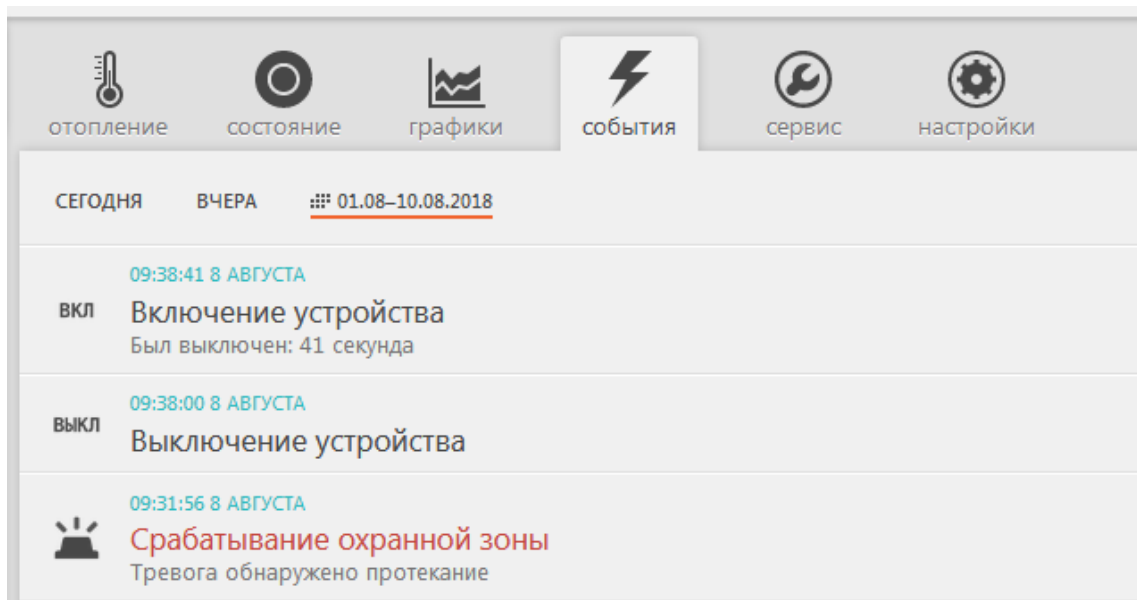 отопление состояние графики события сервис настройки
СЕГОДНЯ ВЧЕРА 01.08–10.08.2018
09:38:41 8 АВГУСТА
ВКЛ Включение устройства
Был выключен: 41 секунда
09:38:00 8 АВГУСТА
ВЫКЛ
Выключение устройства
09:31:56 8 АВГУСТА
Срабатывание охранной зоны
Тревога обнаружено протекание